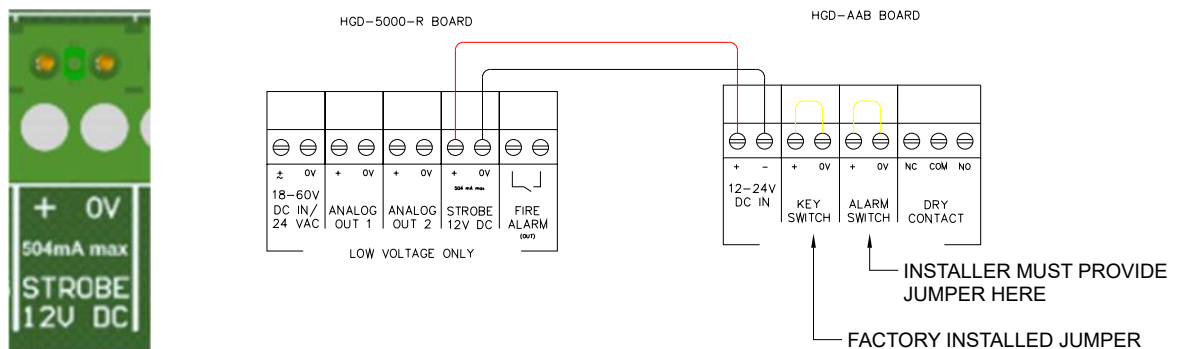 + 0V
504mA max
STROBE
12V DC
HGD-5000-R BOARD
± ~ 0V + 0V + 0V + 0V
504 mA max
18-60V
DC IN/
24 VAC
ANALOG
OUT 1
ANALOG
OUT 2
STROBE
12V DC
FIRE
ALARM
(OUT)
LOW VOLTAGE ONLY
HGD-AAB BOARD
+ - + 0V + 0V NC COM NO
12-24V
DC IN
KEY
SWITCH
ALARM
SWITCH
DRY
CONTACT
INSTALLER MUST PROVIDE
JUMPER HERE
FACTORY INSTALLED JUMPER